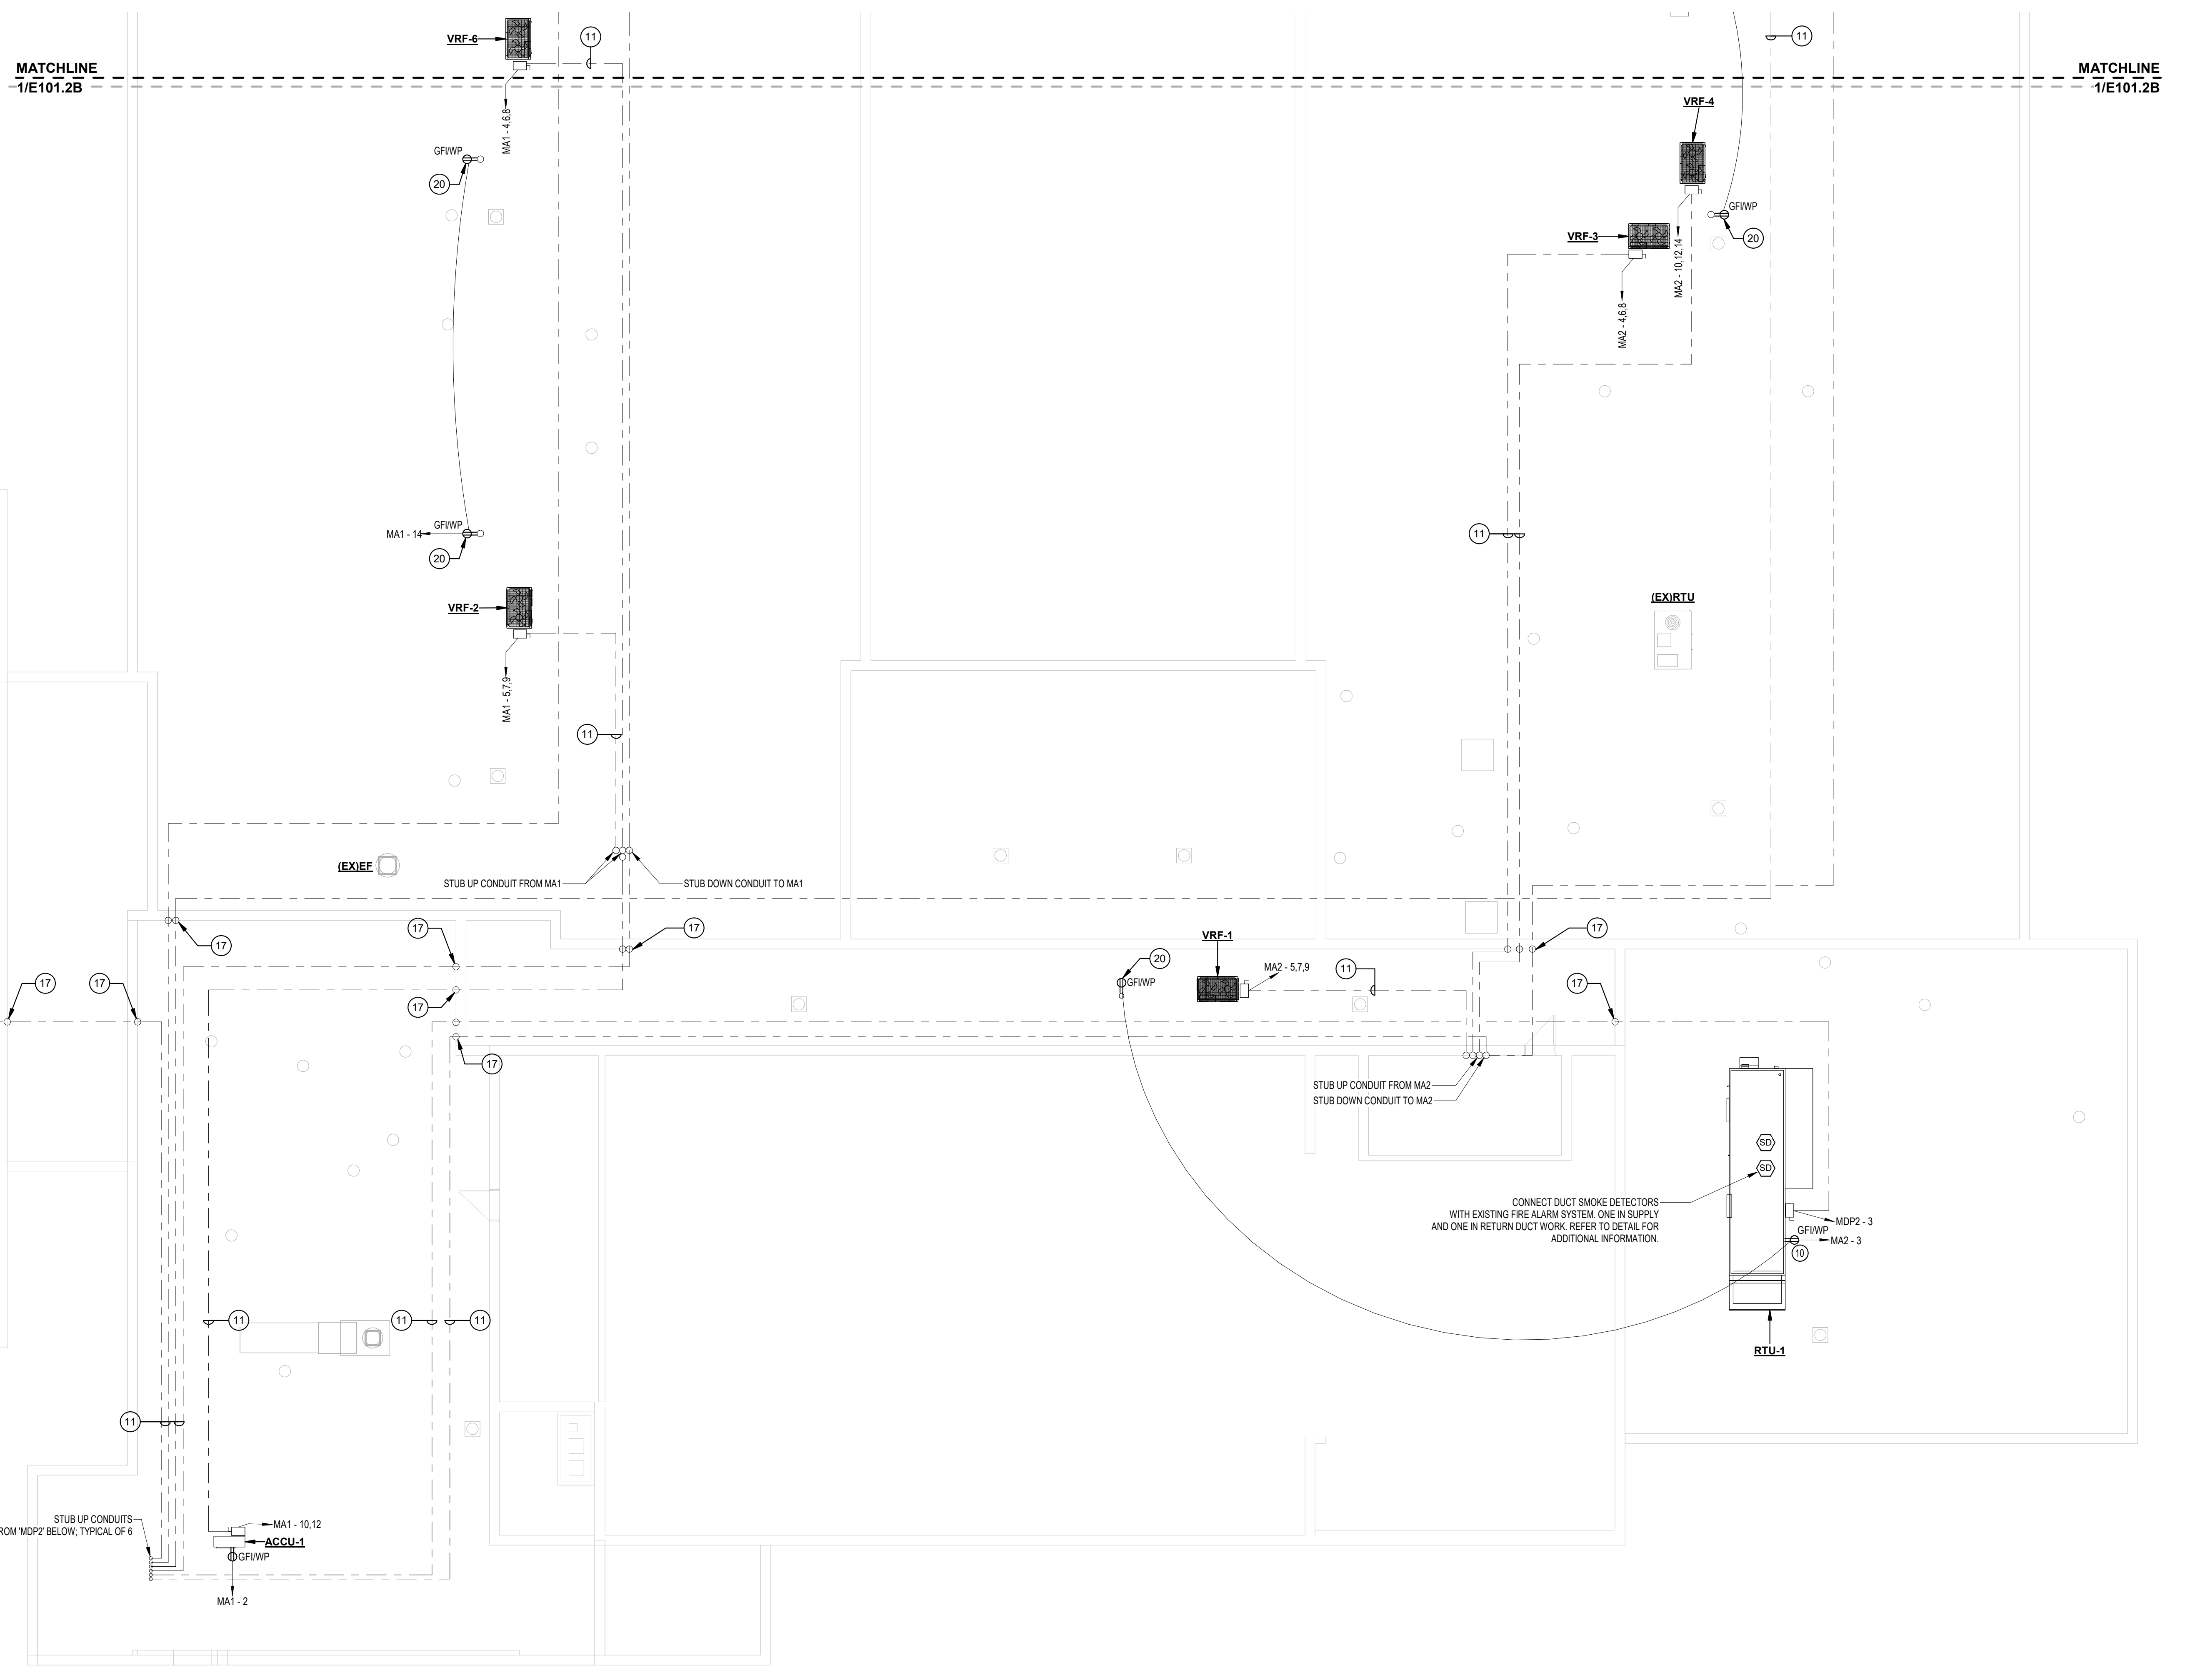 VRF-6
11
11
MATCHLINE
1/E101.2B
MATCHLINE
1/E101.2B
VRF-4
MA1 - 4,6,8
GFI/WP
20
GFI/WP
20
VRF-3
MA2 - 10,12,14
MA2 - 4,6,8
MA1 - 14
GFI/WP
20
11
VRF-2
(EX)RTU
MA1 - 5,7,9
11
(EX)EF
STUB UP CONDUIT FROM MA1
STUB DOWN CONDUIT TO MA1
17
17
17
17
VRF-1
20
GFI/WP
MA2 - 5,7,9
11
17
17
17
17
17
STUB UP CONDUIT FROM MA2
STUB DOWN CONDUIT TO MA2
SD
SD
CONNECT DUCT SMOKE DETECTORS
WITH EXISTING FIRE ALARM SYSTEM. ONE IN SUPPLY
AND ONE IN RETURN DUCT WORK. REFER TO DETAIL FOR
ADDITIONAL INFORMATION.
MDP2 - 3
GFI/WP
MA2 - 3
10
11
11
11
RTU-1
11
STUB UP CONDUITS
ROM 'MDP2' BELOW; TYPICAL OF 6
MA1 - 10,12
ACCU-1
GFI/WP
MA1 - 2